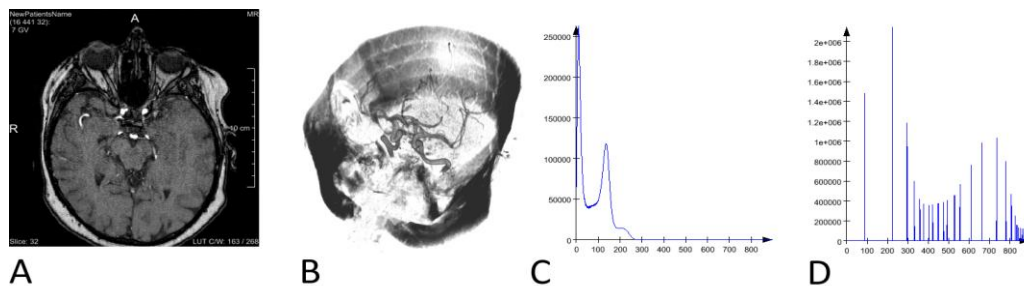 NewPatientsName
(16 441 32):
7 GV
A
MR
R
10 cm
Slice: 32
LUT C/W: 163 / 268
A
B
250000
200000
150000
100000
50000
0
0 100 200 300 400 500 600 700 800
C
2e+006
1.8e+006
1.6e+006
1.4e+006
1.2e+006
1e+006
800000
600000
400000
200000
0
0 100 200 300 400 500 600 700 800
D